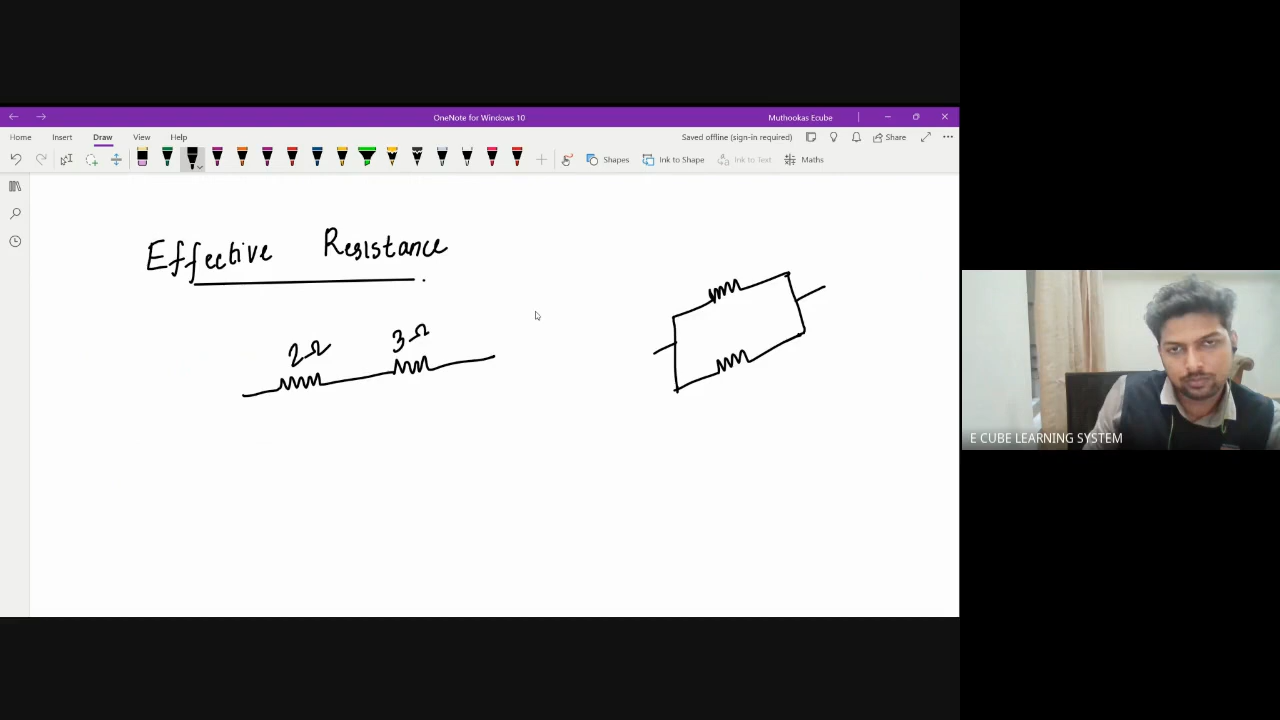 OneNote for Windows 10
Muthookas Ecube
Home Insert Draw View Help
Saved offline (sign-in required)
Share
Shapes
Ink to Shape
Ink to Text
Maths
Effective Resistance
2Ω 3Ω
E CUBE LEARNING SYSTEM